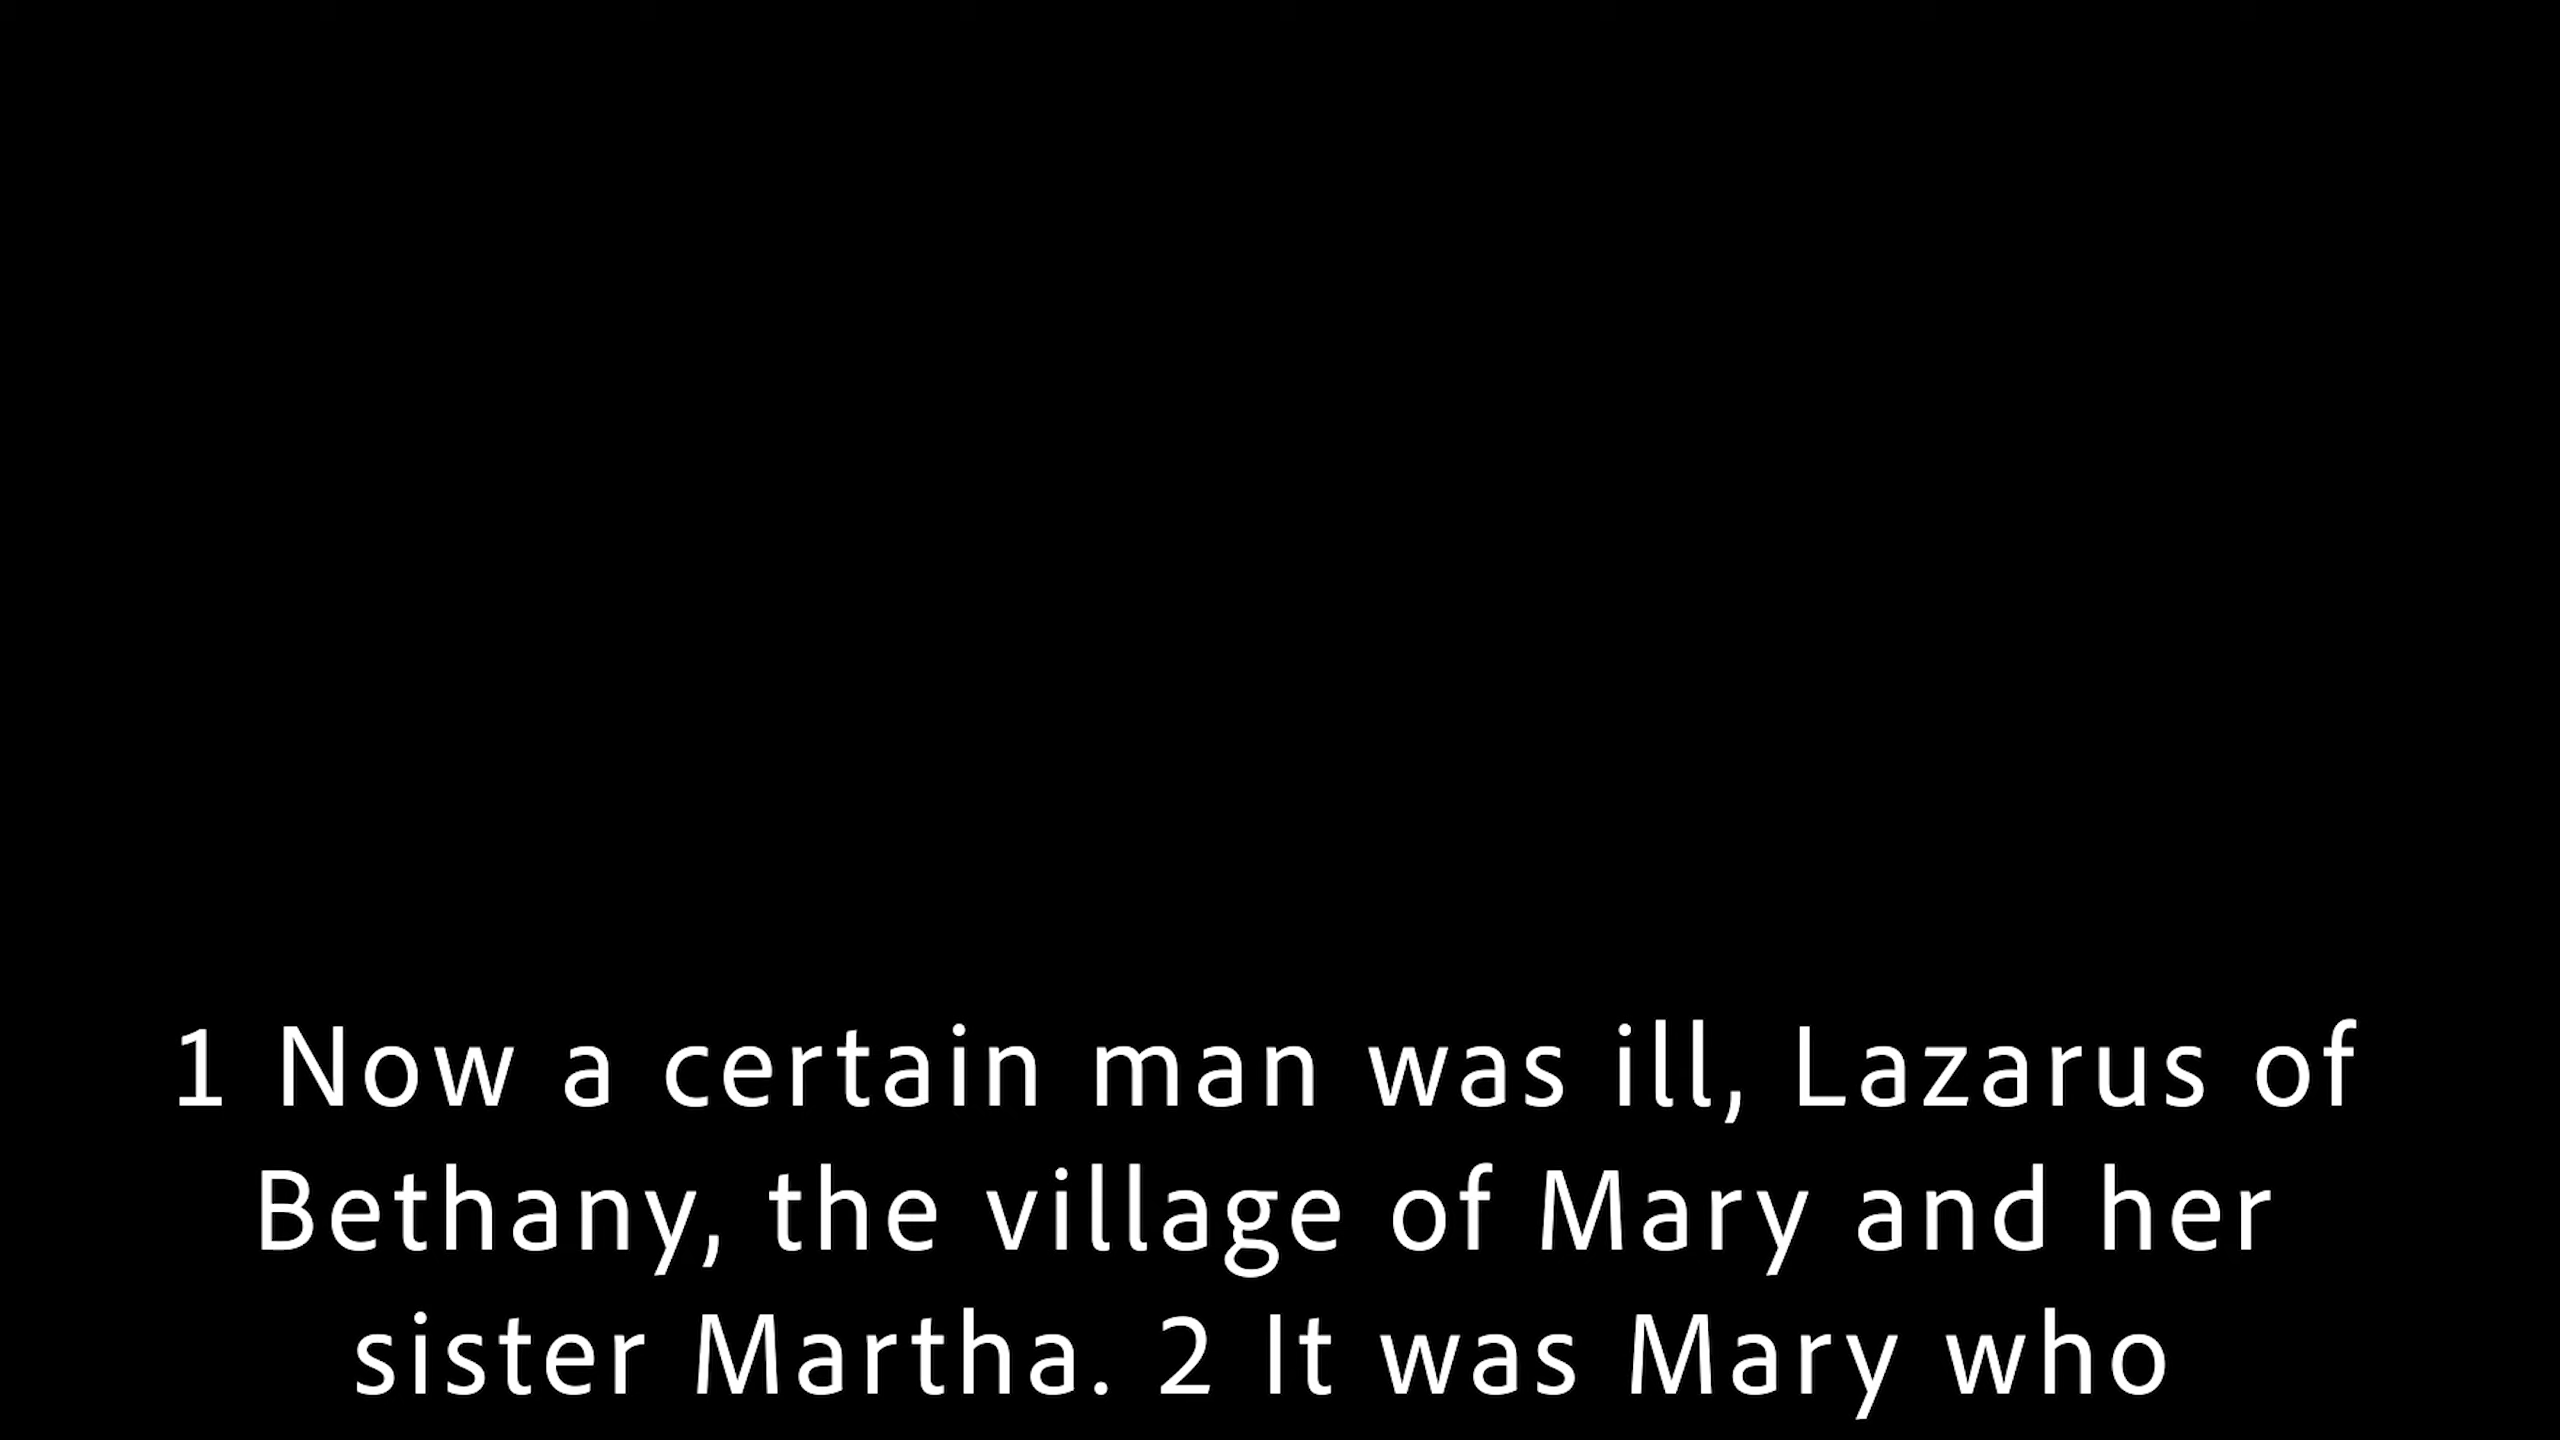 1 Now a certain man was ill, Lazarus of
Bethany, the village of Mary and her
sister Martha. 2 It was Mary who